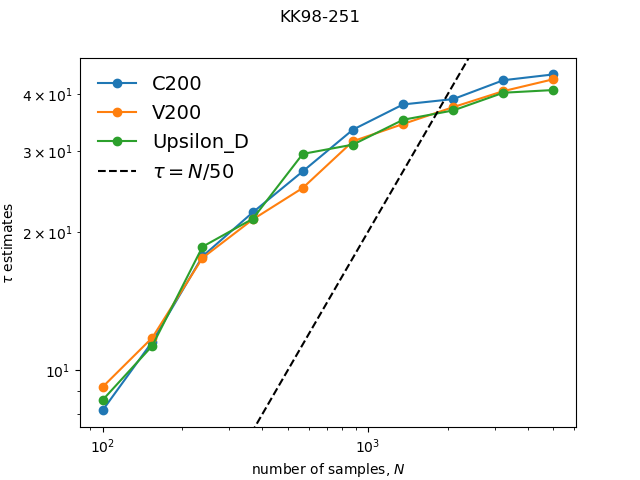 KK98-251
C200
V200
Upsilon_D
τ = N/50
4 × 10¹
3 × 10¹
2 × 10¹
10¹
τ estimates
10² 10³
number of samples, N